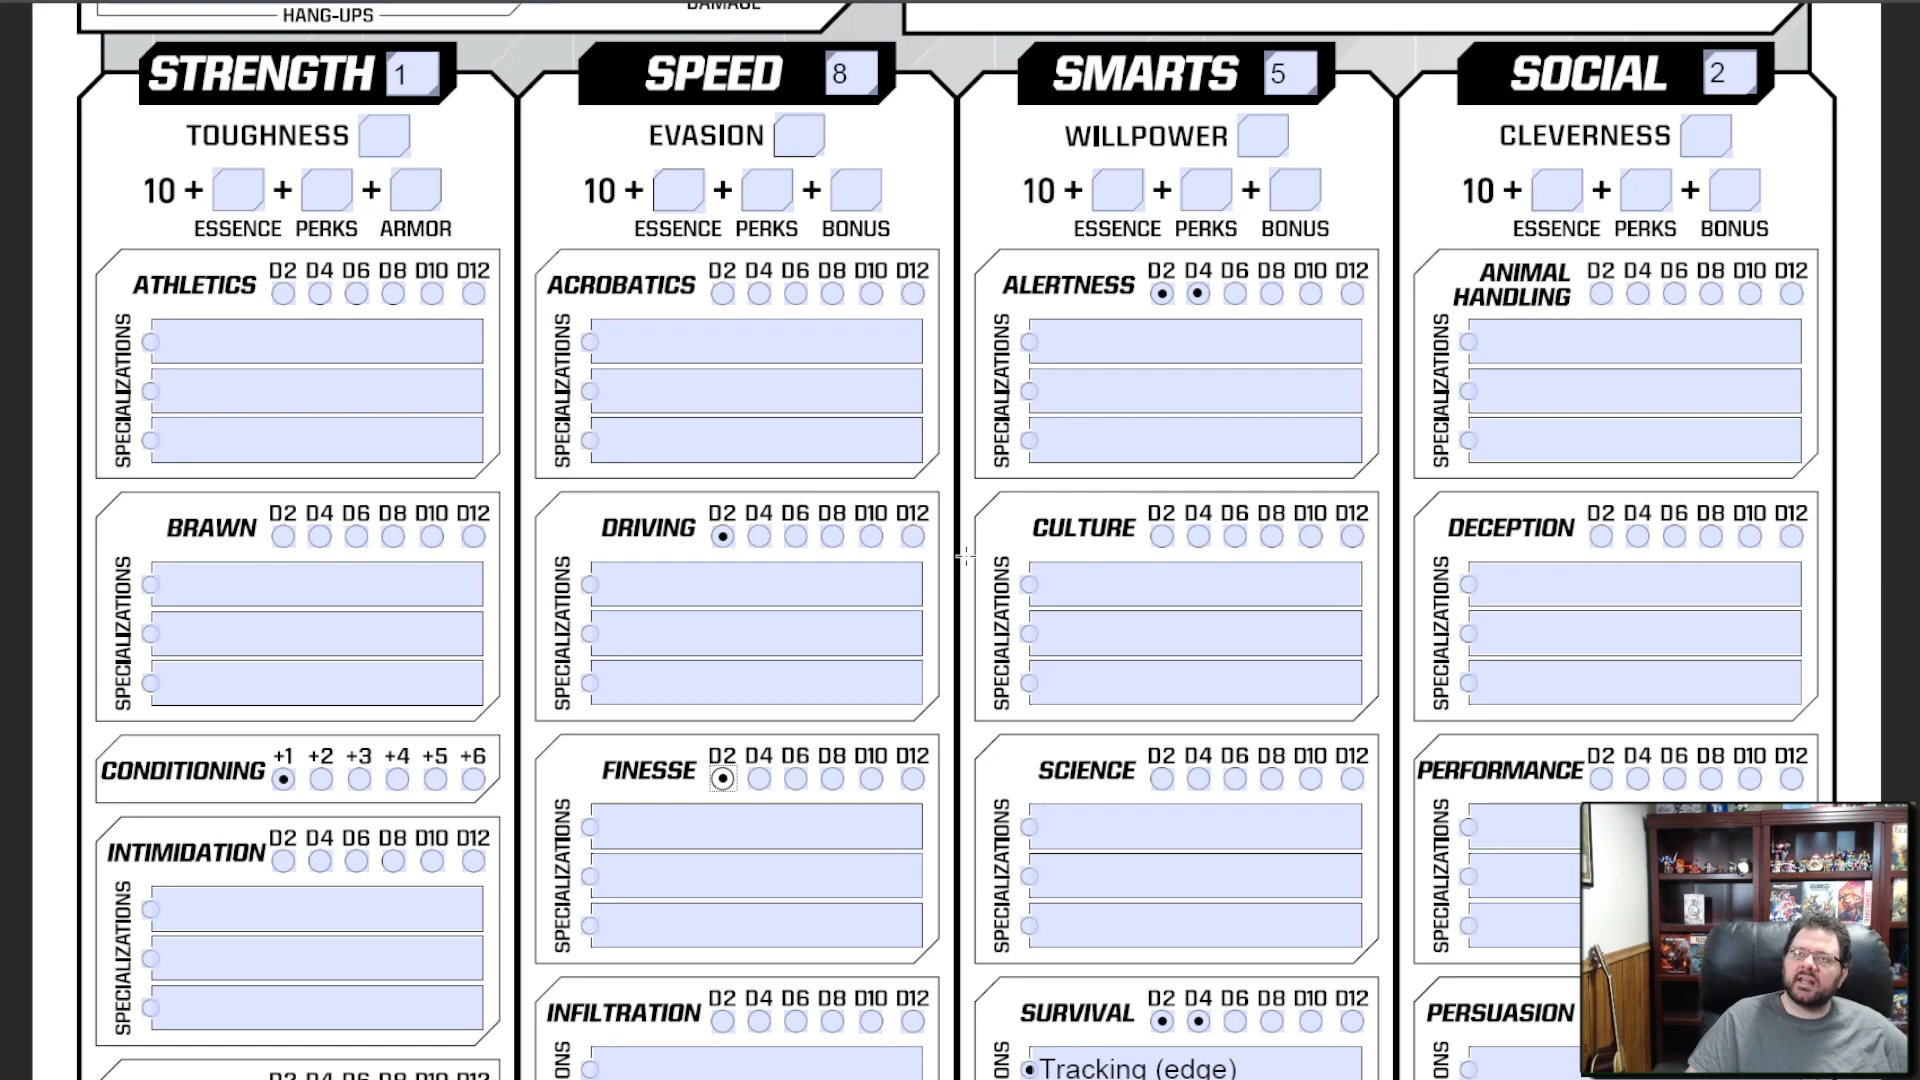 HANG-UPS
DAMAGE
STRENGTH 1
TOUGHNESS
10 + + +
ESSENCE PERKS ARMOR
ATHLETICS D2 D4 D6 D8 D10 D12
SPECIALIZATIONS
BRAWN D2 D4 D6 D8 D10 D12
SPECIALIZATIONS
CONDITIONING +1 +2 +3 +4 +5 +6
INTIMIDATION D2 D4 D6 D8 D10 D12
SPECIALIZATIONS
D2 D4 D6 D8 D10 D12
SPEED 8
EVASION
10 + + +
ESSENCE PERKS BONUS
ACROBATICS D2 D4 D6 D8 D10 D12
SPECIALIZATIONS
DRIVING D2 D4 D6 D8 D10 D12
SPECIALIZATIONS
FINESSE D2 D4 D6 D8 D10 D12
SPECIALIZATIONS
INFILTRATION D2 D4 D6 D8 D10 D12
SMARTS 5
WILLPOWER
10 + + +
ESSENCE PERKS BONUS
ALERTNESS D2 D4 D6 D8 D10 D12
SPECIALIZATIONS
CULTURE D2 D4 D6 D8 D10 D12
SPECIALIZATIONS
SCIENCE D2 D4 D6 D8 D10 D12
SPECIALIZATIONS
SURVIVAL D2 D4 D6 D8 D10 D12
Tracking (edge)
SOCIAL 2
CLEVERNESS
10 + + +
ESSENCE PERKS BONUS
ANIMAL HANDLING D2 D4 D6 D8 D10 D12
SPECIALIZATIONS
DECEPTION D2 D4 D6 D8 D10 D12
SPECIALIZATIONS
PERFORMANCE D2 D4 D6 D8 D10 D12
SPECIALIZATIONS
PERSUASION